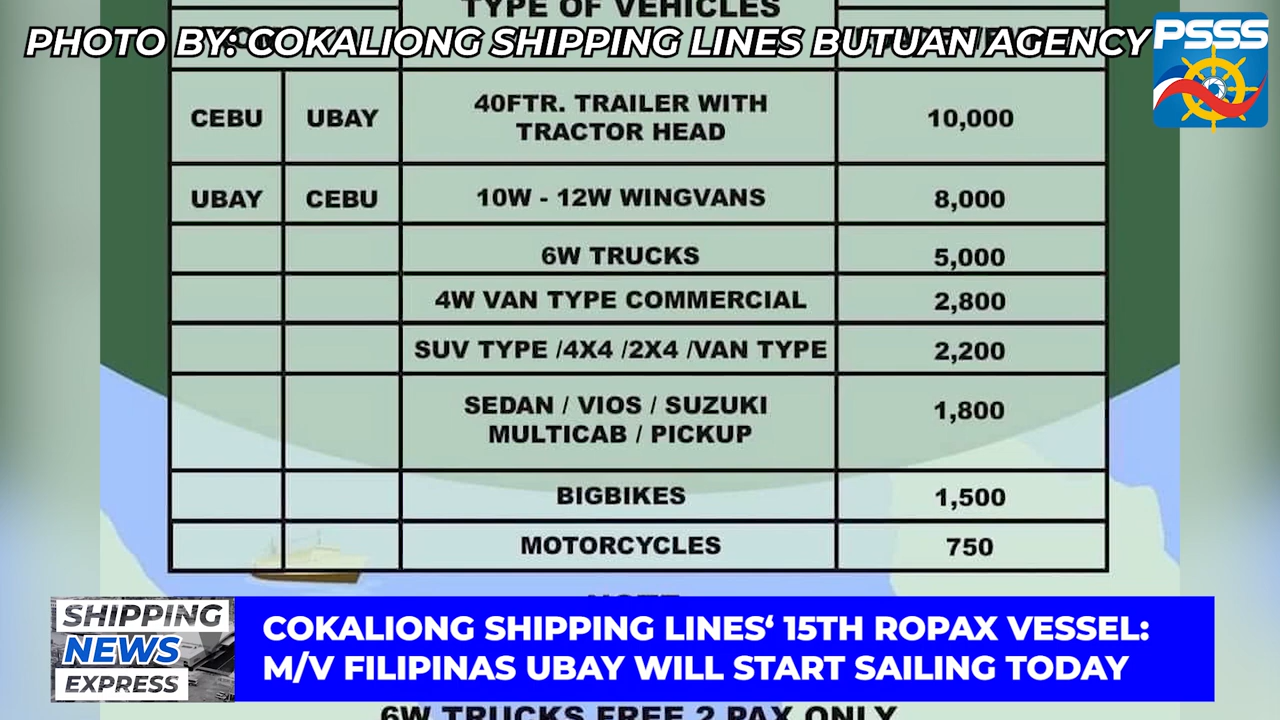 TYPE OF VEHICLES
PHOTO BY: COKALIONG SHIPPING LINES BUTUAN AGENCY
PSSS
CEBU UBAY 40FTR. TRAILER WITH
TRACTOR HEAD 10,000
UBAY CEBU 10W - 12W WINGVANS 8,000
6W TRUCKS 5,000
4W VAN TYPE COMMERCIAL 2,800
SUV TYPE /4X4 /2X4 /VAN TYPE 2,200
SEDAN / VIOS / SUZUKI
MULTICAB / PICKUP 1,800
BIGBIKES 1,500
MOTORCYCLES 750
SHIPPING
NEWS
EXPRESS
COKALIONG SHIPPING LINES‘ 15TH ROPAX VESSEL:
M/V FILIPINAS UBAY WILL START SAILING TODAY
6W TRUCKS FREE 2 PAX ONLY